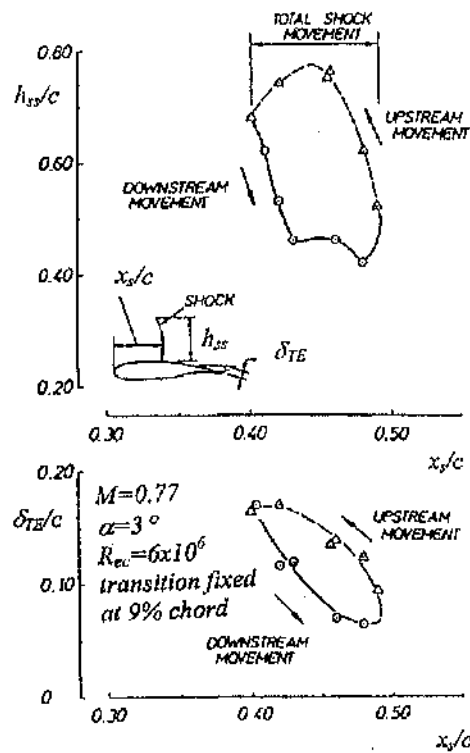 TOTAL SHOCK
MOVEMENT
0.80
h_ss/c
UPSTREAM
MOVEMENT
0.60
DOWNSTREAM
MOVEMENT
0.40
x_s/c
SHOCK
h_ss
δ_TE
0.20
0.30 0.40 0.50
x_s/c
0.20
δ_TE/c
M=0.77
α=3°
R_ec=6x10^6
transition fixed
at 9% chord
UPSTREAM
MOVEMENT
0.10
DOWNSTREAM
MOVEMENT
0
0.30 0.40 0.50
x_s/c